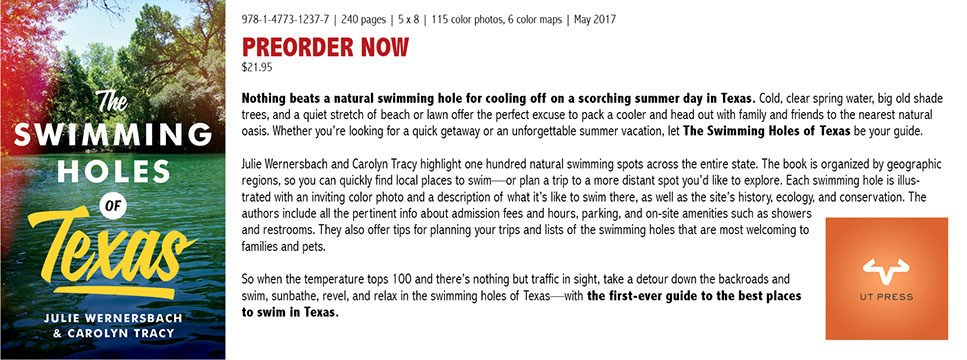 The
SWIMMING
HOLES
OF
Texas
JULIE WERNERSBACH
& CAROLYN TRACY
978-1-4773-1237-7 | 240 pages | 5 x 8 | 115 color photos, 6 color maps | May 2017
PREORDER NOW
$21.95
Nothing beats a natural swimming hole for cooling off on a scorching summer day in Texas. Cold, clear spring water, big old shade
trees, and a quiet stretch of beach or lawn offer the perfect excuse to pack a cooler and head out with family and friends to the nearest natural
oasis. Whether you're looking for a quick getaway or an unforgettable summer vacation, let The Swimming Holes of Texas be your guide.
Julie Wernersbach and Carolyn Tracy highlight one hundred natural swimming spots across the entire state. The book is organized by geographic
regions, so you can quickly find local places to swim—or plan a trip to a more distant spot you'd like to explore. Each swimming hole is illus-
trated with an inviting color photo and a description of what it's like to swim there, as well as the site's history, ecology, and conservation. The
authors include all the pertinent info about admission fees and hours, parking, and on-site amenities such as showers
and restrooms. They also offer tips for planning your trips and lists of the swimming holes that are most welcoming to
families and pets.
So when the temperature tops 100 and there's nothing but traffic in sight, take a detour down the backroads and
swim, sunbathe, revel, and relax in the swimming holes of Texas—with the first-ever guide to the best places
to swim in Texas.
UT PRESS